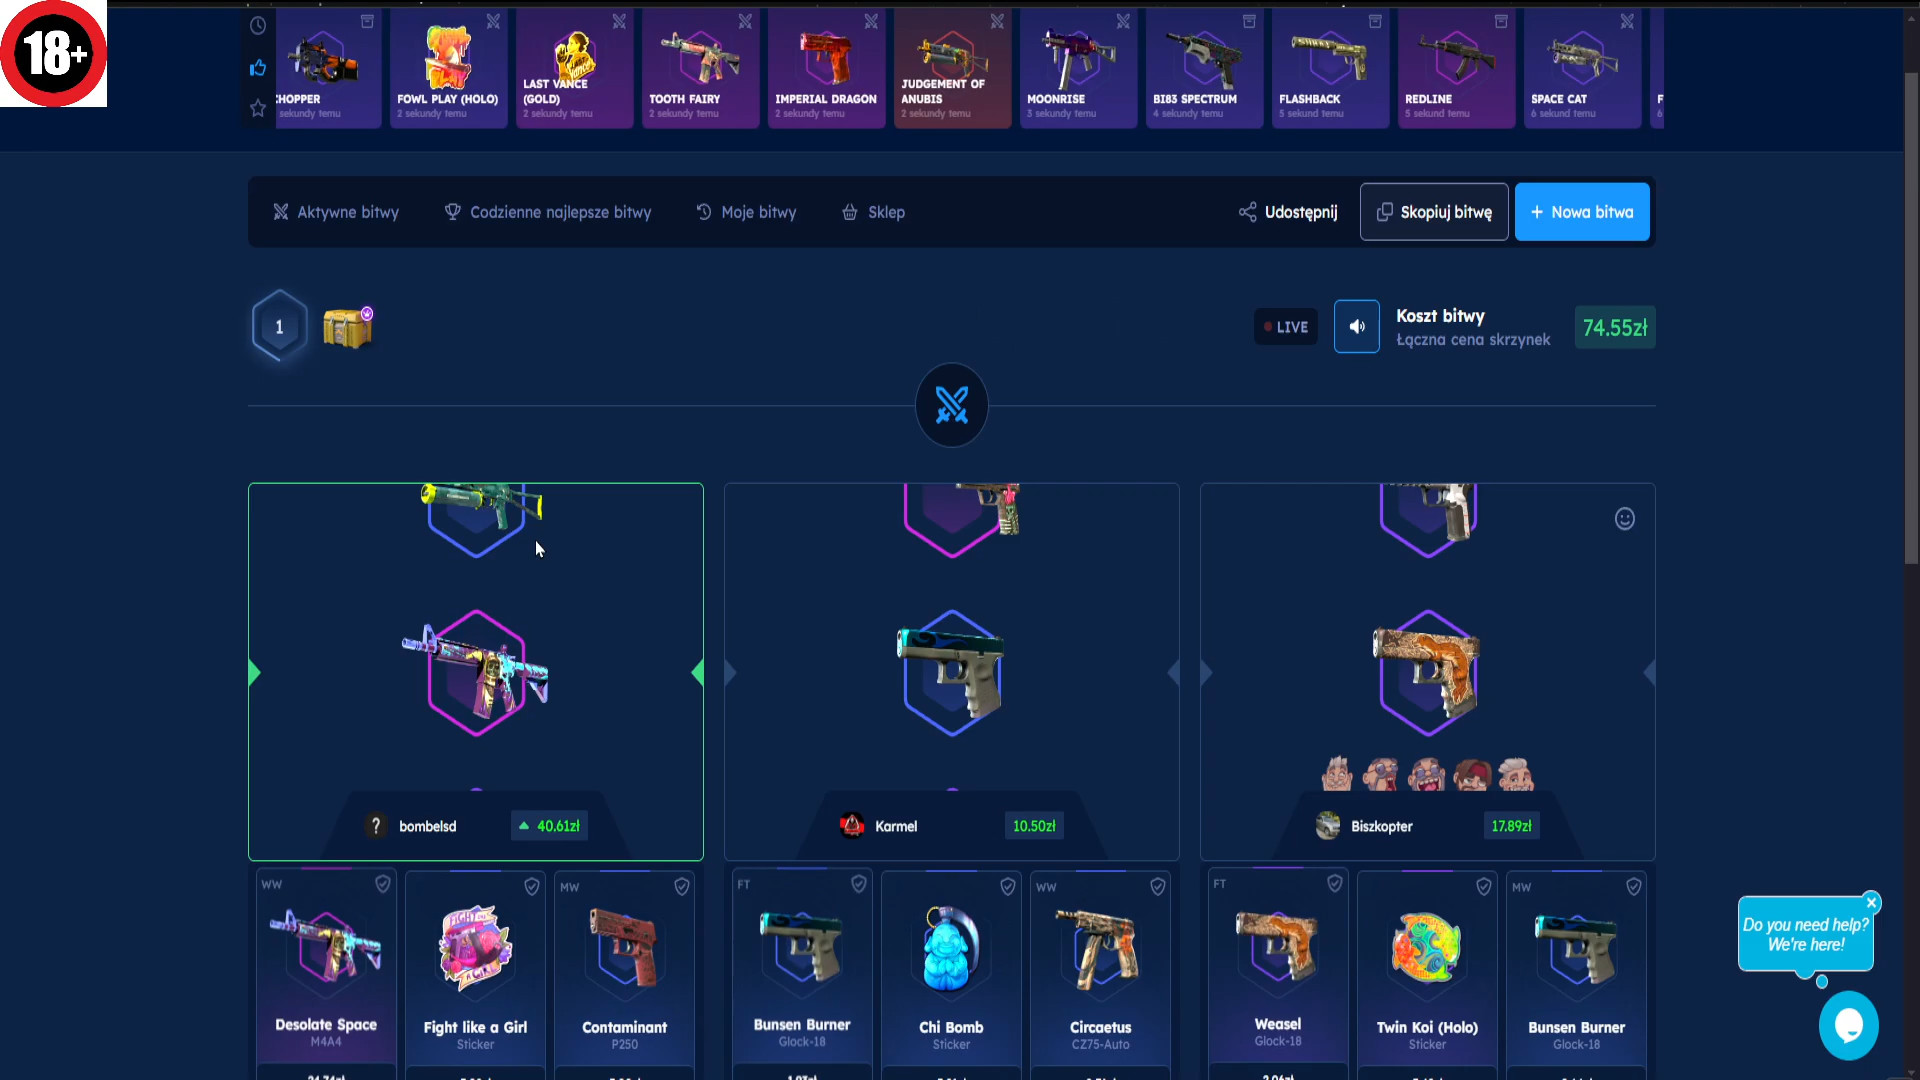 18+
CHOPPER
sekundy temu
FOWL PLAY (HOLO)
2 sekundy temu
LAST VANCE
(GOLD)
2 sekundy temu
TOOTH FAIRY
2 sekundy temu
IMPERIAL DRAGON
2 sekundy temu
JUDGEMENT OF
ANUBIS
2 sekundy temu
MOONRISE
3 sekundy temu
BI83 SPECTRUM
4 sekundy temu
FLASHBACK
5 sekund temu
REDLINE
5 sekund temu
SPACE CAT
6 sekund temu
Aktywne bitwy
Codzienne najlepsze bitwy
Moje bitwy
Sklep
Udostępnij
Skopiuj bitwę
+ Nowa bitwa
1
LIVE
Koszt bitwy
Łączna cena skrzynek
74.55zł
? bombelsd
40.61zł
Karmel
10.50zł
Biszkopter
17.89zł
WW
Desolate Space
M4A4
Fight like a Girl
Sticker
MW
Contaminant
P250
FT
Bunsen Burner
Glock-18
Chi Bomb
Sticker
WW
Circaetus
CZ75-Auto
FT
Weasel
Glock-18
Twin Koi (Holo)
Sticker
MW
Bunsen Burner
Glock-18
Do you need help?
We're here!